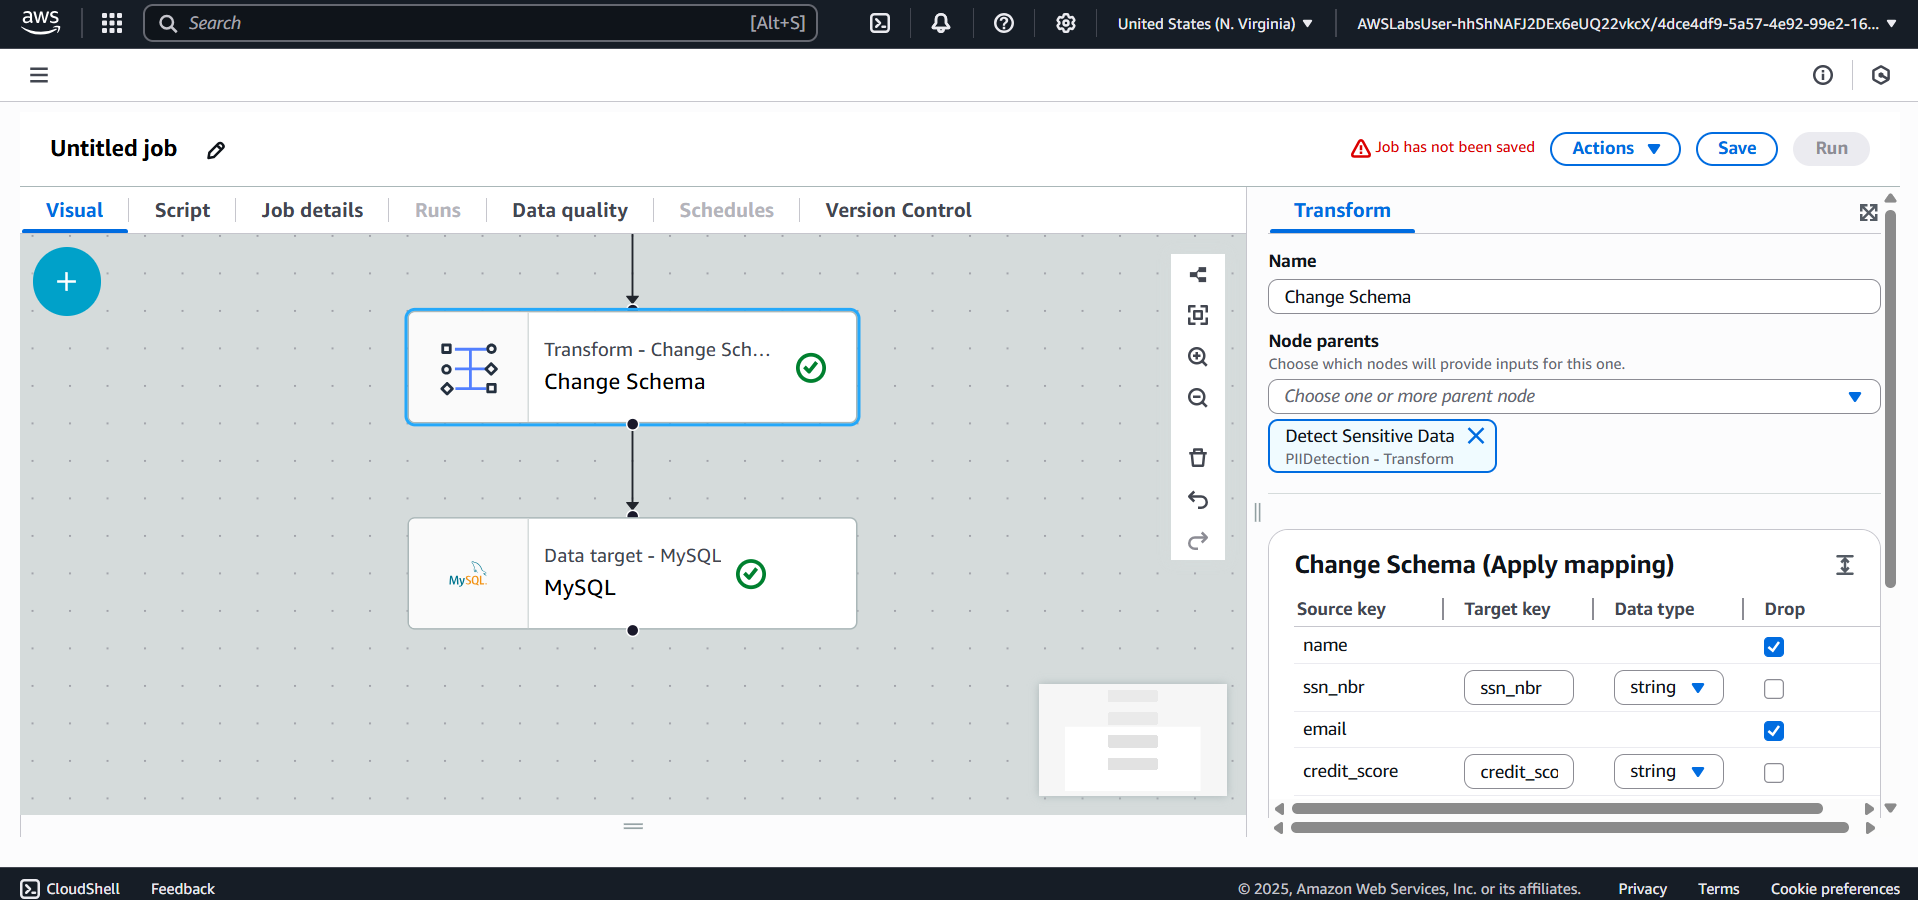 aws
Search
[Alt+S]
United States (N. Virginia)
AWSLabsUser-hhShNAFJ2DEx6eUQ22vkcX/4dce4df9-5a57-4e92-99e2-16...
Untitled job
Job has not been saved
Actions
Save
Run
Visual
Script
Job details
Runs
Data quality
Schedules
Version Control
Transform - Change Sch...
Change Schema
Data target - MySQL
MySQL
MySQL
Transform
Name
Change Schema
Node parents
Choose which nodes will provide inputs for this one.
Choose one or more parent node
Detect Sensitive Data
PIIDetection - Transform
Change Schema (Apply mapping)
Source key
Target key
Data type
Drop
name
ssn_nbr
ssn_nbr
string
email
credit_score
credit_sco
string
CloudShell
Feedback
© 2025, Amazon Web Services, Inc. or its affiliates.
Privacy
Terms
Cookie preferences